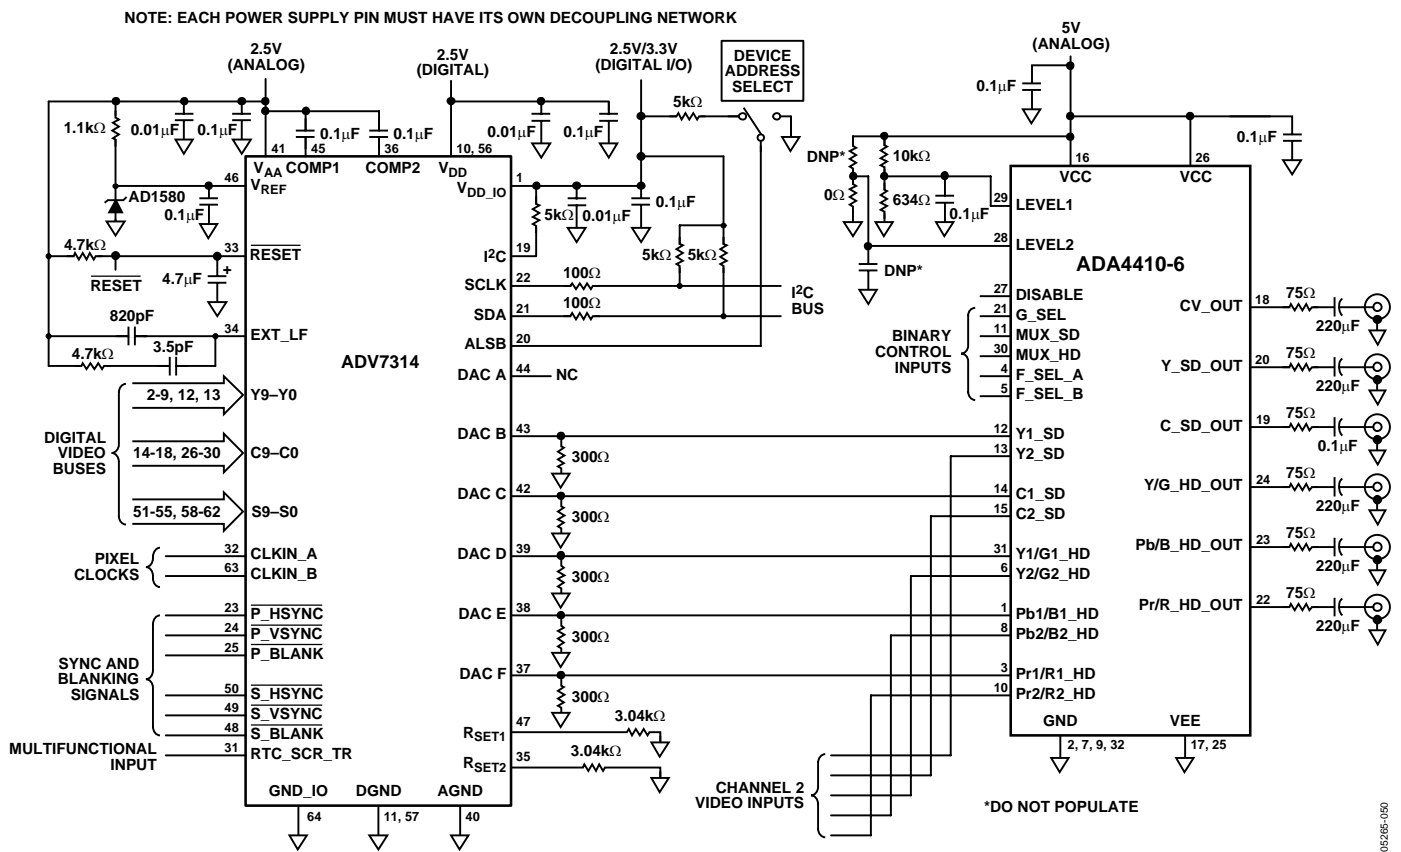 NOTE: EACH POWER SUPPLY PIN MUST HAVE ITS OWN DECOUPLING NETWORK
2.5V
(ANALOG)
2.5V
(DIGITAL)
2.5V/3.3V
(DIGITAL I/O)
DEVICE
ADDRESS
SELECT
5V
(ANALOG)
0.1μF
5kΩ
1.1kΩ
0.01μF
0.1μF
0.1μF
0.1μF
0.01μF
0.1μF
0.1μF
41
45
36
10, 56
VAA
COMP1
COMP2
VDD
46
VREF
AD1580
0.1μF
1
VDD_IO
5kΩ
0.01μF
0.1μF
DNP*
10kΩ
0Ω
634Ω
0.1μF
16
VCC
26
VCC
29
LEVEL1
28
LEVEL2
DNP*
4.7kΩ
33
RESET
RESET
4.7μF
+
19
I2C
5kΩ
5kΩ
22
SCLK
100Ω
21
SDA
100Ω
I2C
BUS
20
ALSB
820pF
34
EXT_LF
4.7kΩ
3.5pF
ADV7314
ADA4410-6
44
DAC A
NC
27
DISABLE
21
G_SEL
11
MUX_SD
30
MUX_HD
4
F_SEL_A
5
F_SEL_B
BINARY
CONTROL
INPUTS
CV_OUT
18
75Ω
220μF
Y_SD_OUT
20
75Ω
220μF
C_SD_OUT
19
75Ω
0.1μF
Y/G_HD_OUT
24
75Ω
220μF
Pb/B_HD_OUT
23
75Ω
220μF
Pr/R_HD_OUT
22
75Ω
220μF
DIGITAL
VIDEO
BUSES
2-9, 12, 13
Y9–Y0
14-18, 26-30
C9–C0
51-55, 58-62
S9–S0
DAC B
43
300Ω
12
Y1_SD
13
Y2_SD
DAC C
42
300Ω
14
C1_SD
15
C2_SD
DAC D
39
300Ω
31
Y1/G1_HD
6
Y2/G2_HD
DAC E
38
300Ω
1
Pb1/B1_HD
8
Pb2/B2_HD
DAC F
37
300Ω
3
Pr1/R1_HD
10
Pr2/R2_HD
PIXEL
CLOCKS
32
CLKIN_A
63
CLKIN_B
SYNC AND
BLANKING
SIGNALS
23
P_HSYNC
24
P_VSYNC
25
P_BLANK
50
S_HSYNC
49
S_VSYNC
48
S_BLANK
MULTIFUNCTIONAL
INPUT
31
RTC_SCR_TR
RSET1
47
3.04kΩ
RSET2
35
3.04kΩ
GND_IO
64
DGND
11, 57
AGND
40
GND
2, 7, 9, 32
VEE
17, 25
CHANNEL 2
VIDEO INPUTS
*DO NOT POPULATE
05265-050